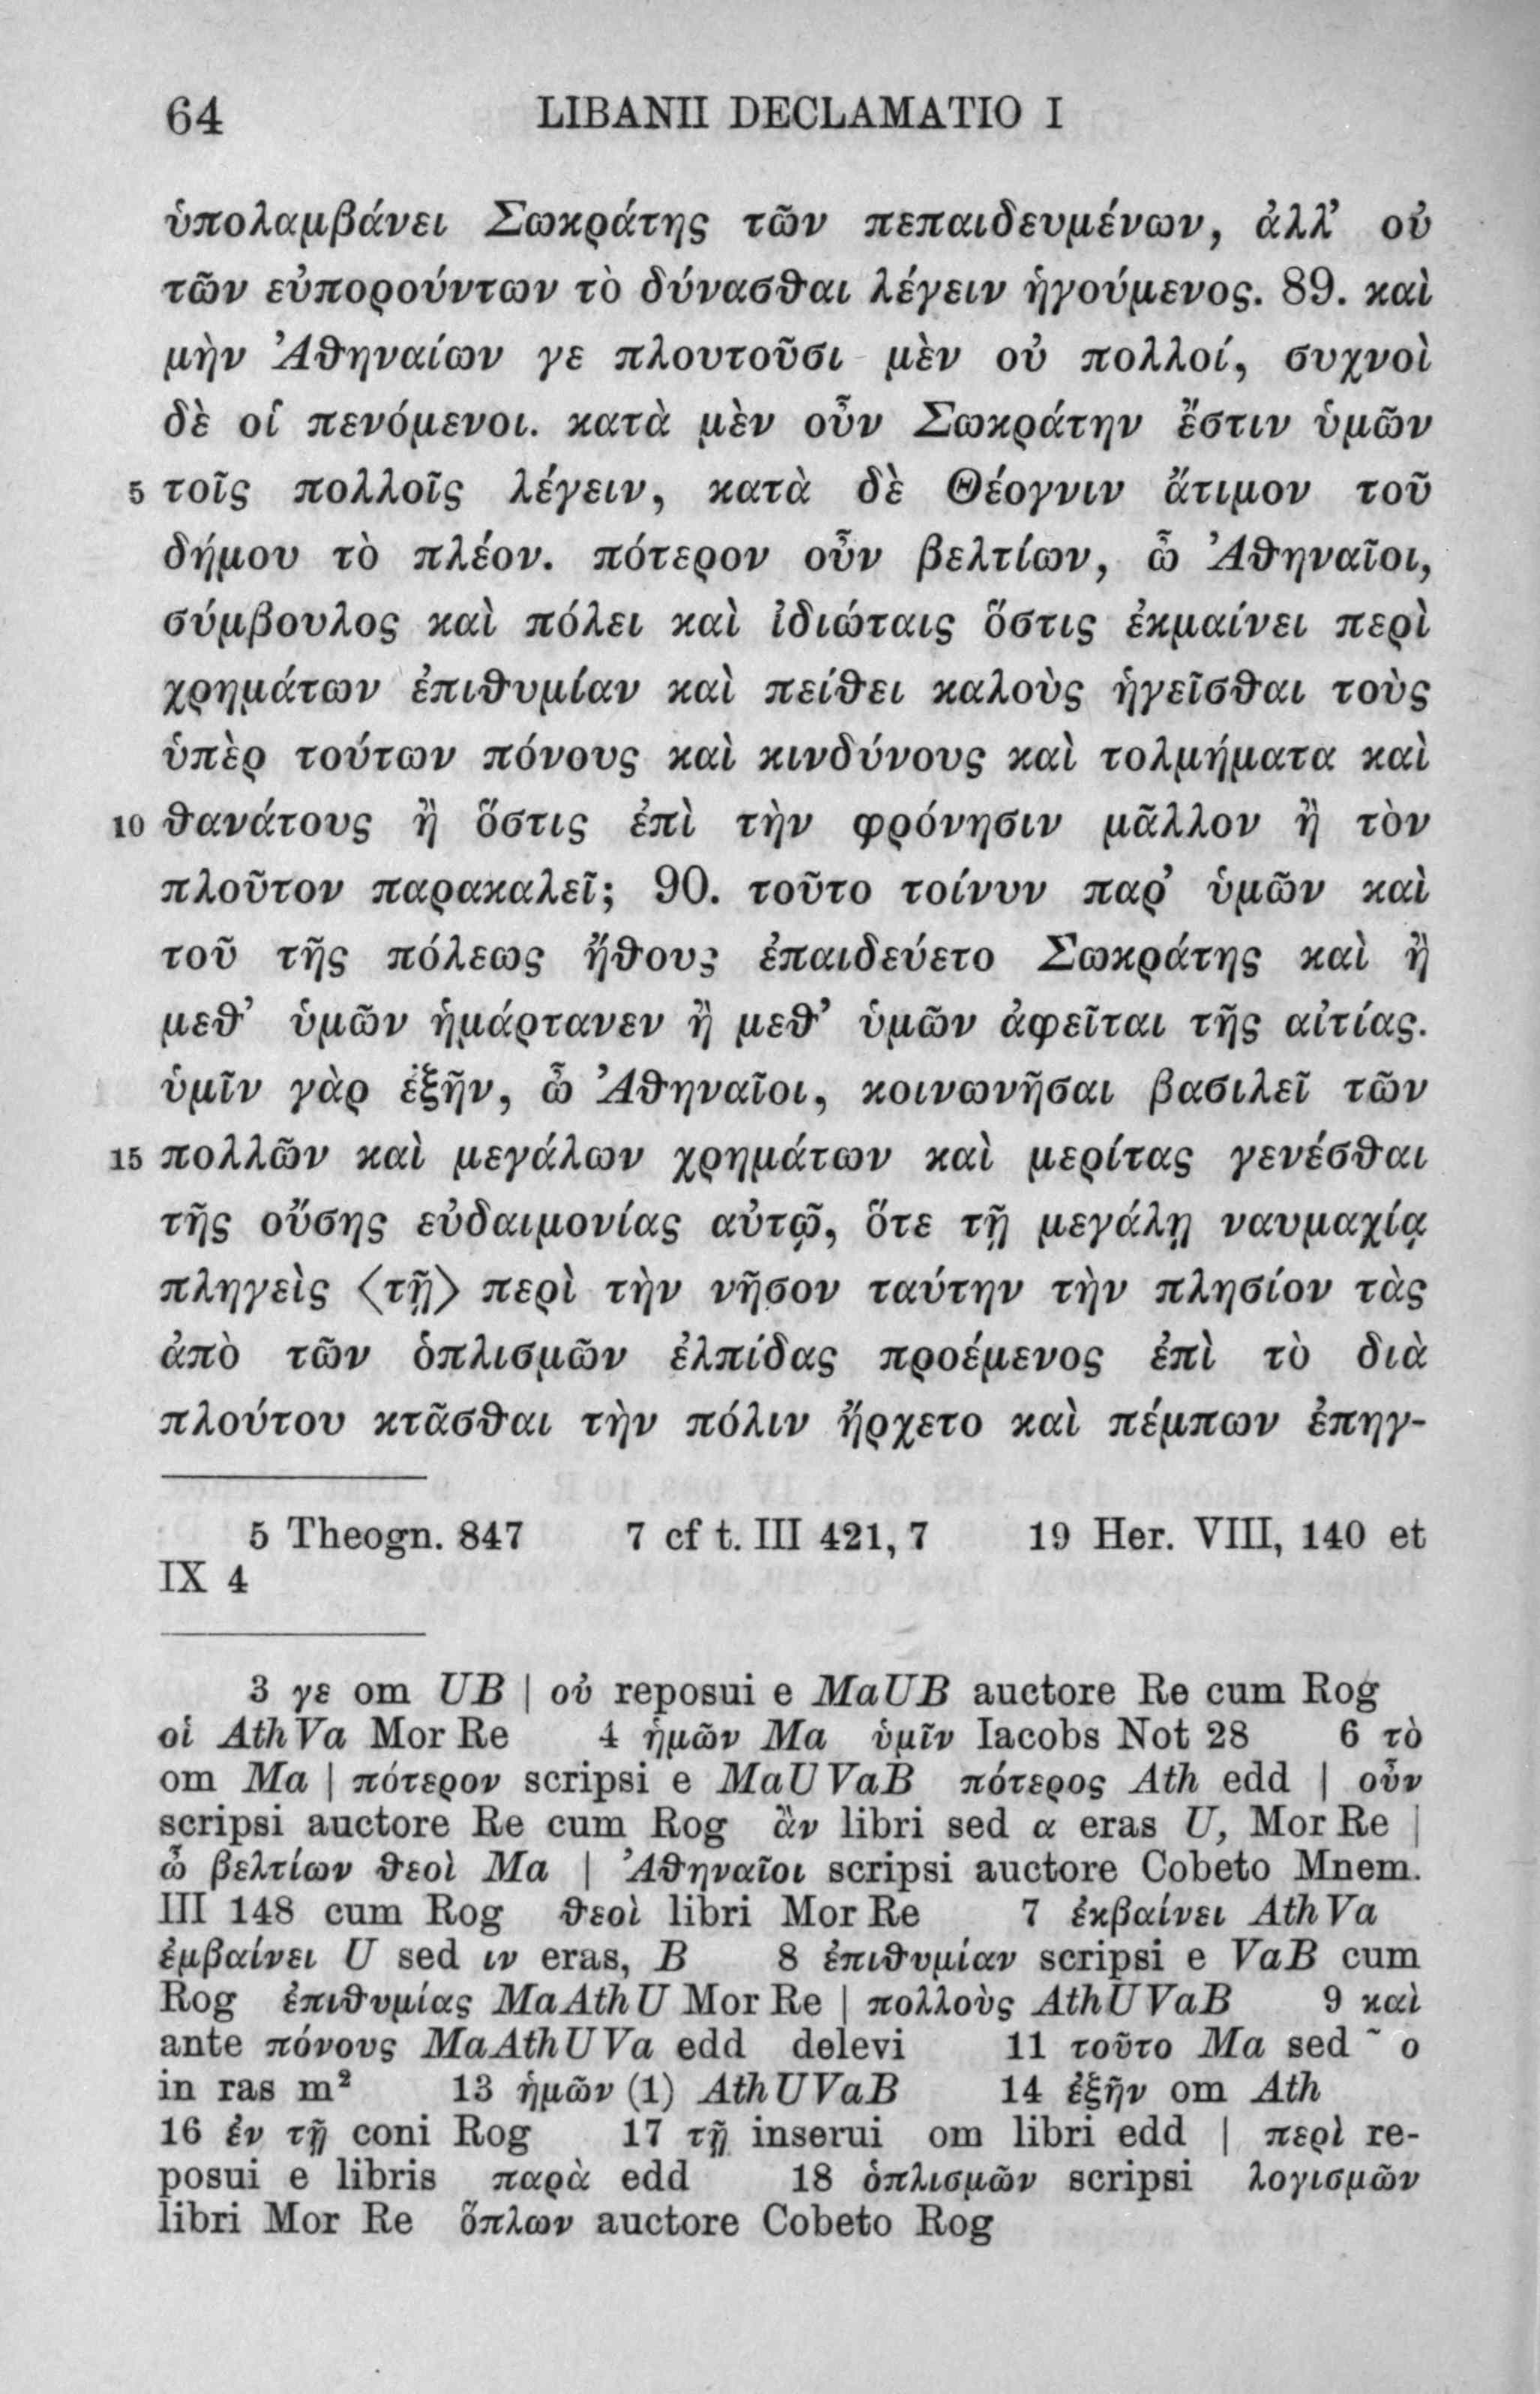 64 LIBANII DECLAMATIO I
ὑπολαμβάνει Σωκράτης τῶν πεπαιδευμένων, ἀλλ’ οὐ
τῶν εὐπορούντων τὸ δύνασθαι λέγειν ἡγούμενος. 89. καὶ
μὴν Ἀθηναίων γε πλουτοῦσι μὲν οὐ πολλοί, συχνοὶ
δὲ οἱ πενόμενοι. κατὰ μὲν οὖν Σωκράτην ἔστιν ὑμῶν
5 τοῖς πολλοῖς λέγειν, κατὰ δὲ Θέογνιν ἄτιμον τοῦ
δήμου τὸ πλέον. πότερον οὖν βελτίων, ὦ Ἀθηναῖοι,
σύμβουλος καὶ πόλει καὶ ἰδιώταις ὅστις ἐκμαίνει περὶ
χρημάτων ἐπιθυμίαν καὶ πείθει καλοὺς ἡγεῖσθαι τοὺς
ὑπὲρ τούτων πόνους καὶ κινδύνους καὶ τολμήματα καὶ
10 θανάτους ἢ ὅστις ἐπὶ τὴν φρόνησιν μᾶλλον ἢ τὸν
πλοῦτον παρακαλεῖ; 90. τοῦτο τοίνυν παρ’ ὑμῶν καὶ
τοῦ τῆς πόλεως ἤθους ἐπαιδεύετο Σωκράτης καὶ ἢ
μεθ’ ὑμῶν ἡμάρτανεν ἢ μεθ’ ὑμῶν ἀφεῖται τῆς αἰτίας.
ὑμῖν γὰρ ἐξῆν, ὦ Ἀθηναῖοι, κοινωνῆσαι βασιλεῖ τῶν
15 πολλῶν καὶ μεγάλων χρημάτων καὶ μερίτας γενέσθαι
τῆς οὔσης εὐδαιμονίας αὐτῷ, ὅτε τῇ μεγάλῃ ναυμαχίᾳ
πληγεὶς ⟨τῇ⟩ περὶ τὴν νῆσον ταύτην τὴν πλησίον τὰς
ἀπὸ τῶν ὁπλισμῶν ἐλπίδας προέμενος ἐπὶ τὸ διὰ
πλούτου κτᾶσθαι τὴν πόλιν ἤρχετο καὶ πέμπων ἐπηγ-
5 Theogn. 847 7 cf t. III 421, 7 19 Her. VIII, 140 et
IX 4
3 γε om UB | οὐ reposui e MaUB auctore Re cum Rog
οἱ AthVa Mor Re 4 ἡμῶν Ma ὑμῖν Iacobs Not 28 6 τὸ
om Ma | πότερον scripsi e MaUVaB πότερος Ath edd | οὖν
scripsi auctore Re cum Rog ἂν libri sed α eras U, Mor Re |
ὦ βελτίων θεοὶ Ma | Ἀθηναῖοι scripsi auctore Cobeto Mnem.
III 148 cum Rog θεοὶ libri Mor Re 7 ἐκβαίνει AthVa
ἐμβαίνει U sed ιν eras, B 8 ἐπιθυμίαν scripsi e VaB cum
Rog ἐπιθυμίας MaAthU Mor Re | πολλοὺς AthUVaB 9 καὶ
ante πόνους MaAthUVa edd delevi 11 τοῦτο Ma sed ῀ ο
in ras m² 13 ἡμῶν (1) AthUVaB 14 ἐξῆν om Ath
16 ἐν τῇ coni Rog 17 τῇ inserui om libri edd | περὶ re-
posui e libris παρὰ edd 18 ὁπλισμῶν scripsi λογισμῶν
libri Mor Re ὅπλων auctore Cobeto Rog